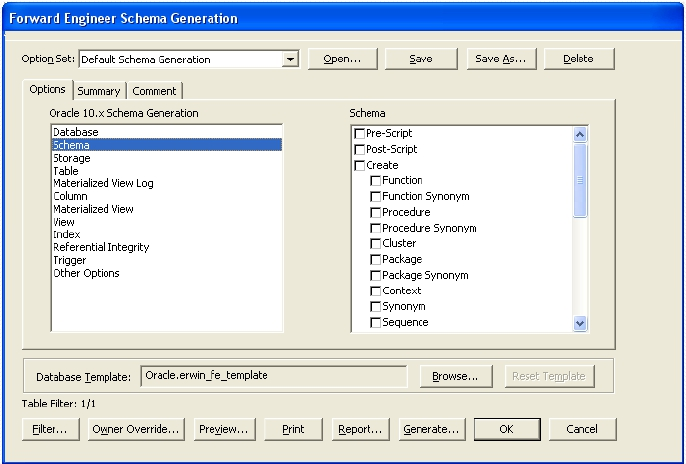 Forward Engineer Schema Generation
Option Set: Default Schema Generation Open... Save Save As... Delete
Options Summary Comment
Oracle 10.x Schema Generation
Database
Schema
Storage
Table
Materialized View Log
Column
Materialized View
View
Index
Referential Integrity
Trigger
Other Options
Schema
Pre-Script
Post-Script
Create
Function
Function Synonym
Procedure
Procedure Synonym
Cluster
Package
Package Synonym
Context
Synonym
Sequence
Database Template: Oracle.erwin_fe_template Browse... Reset Template
Table Filter: 1/1
Filter... Owner Override... Preview... Print Report... Generate... OK Cancel